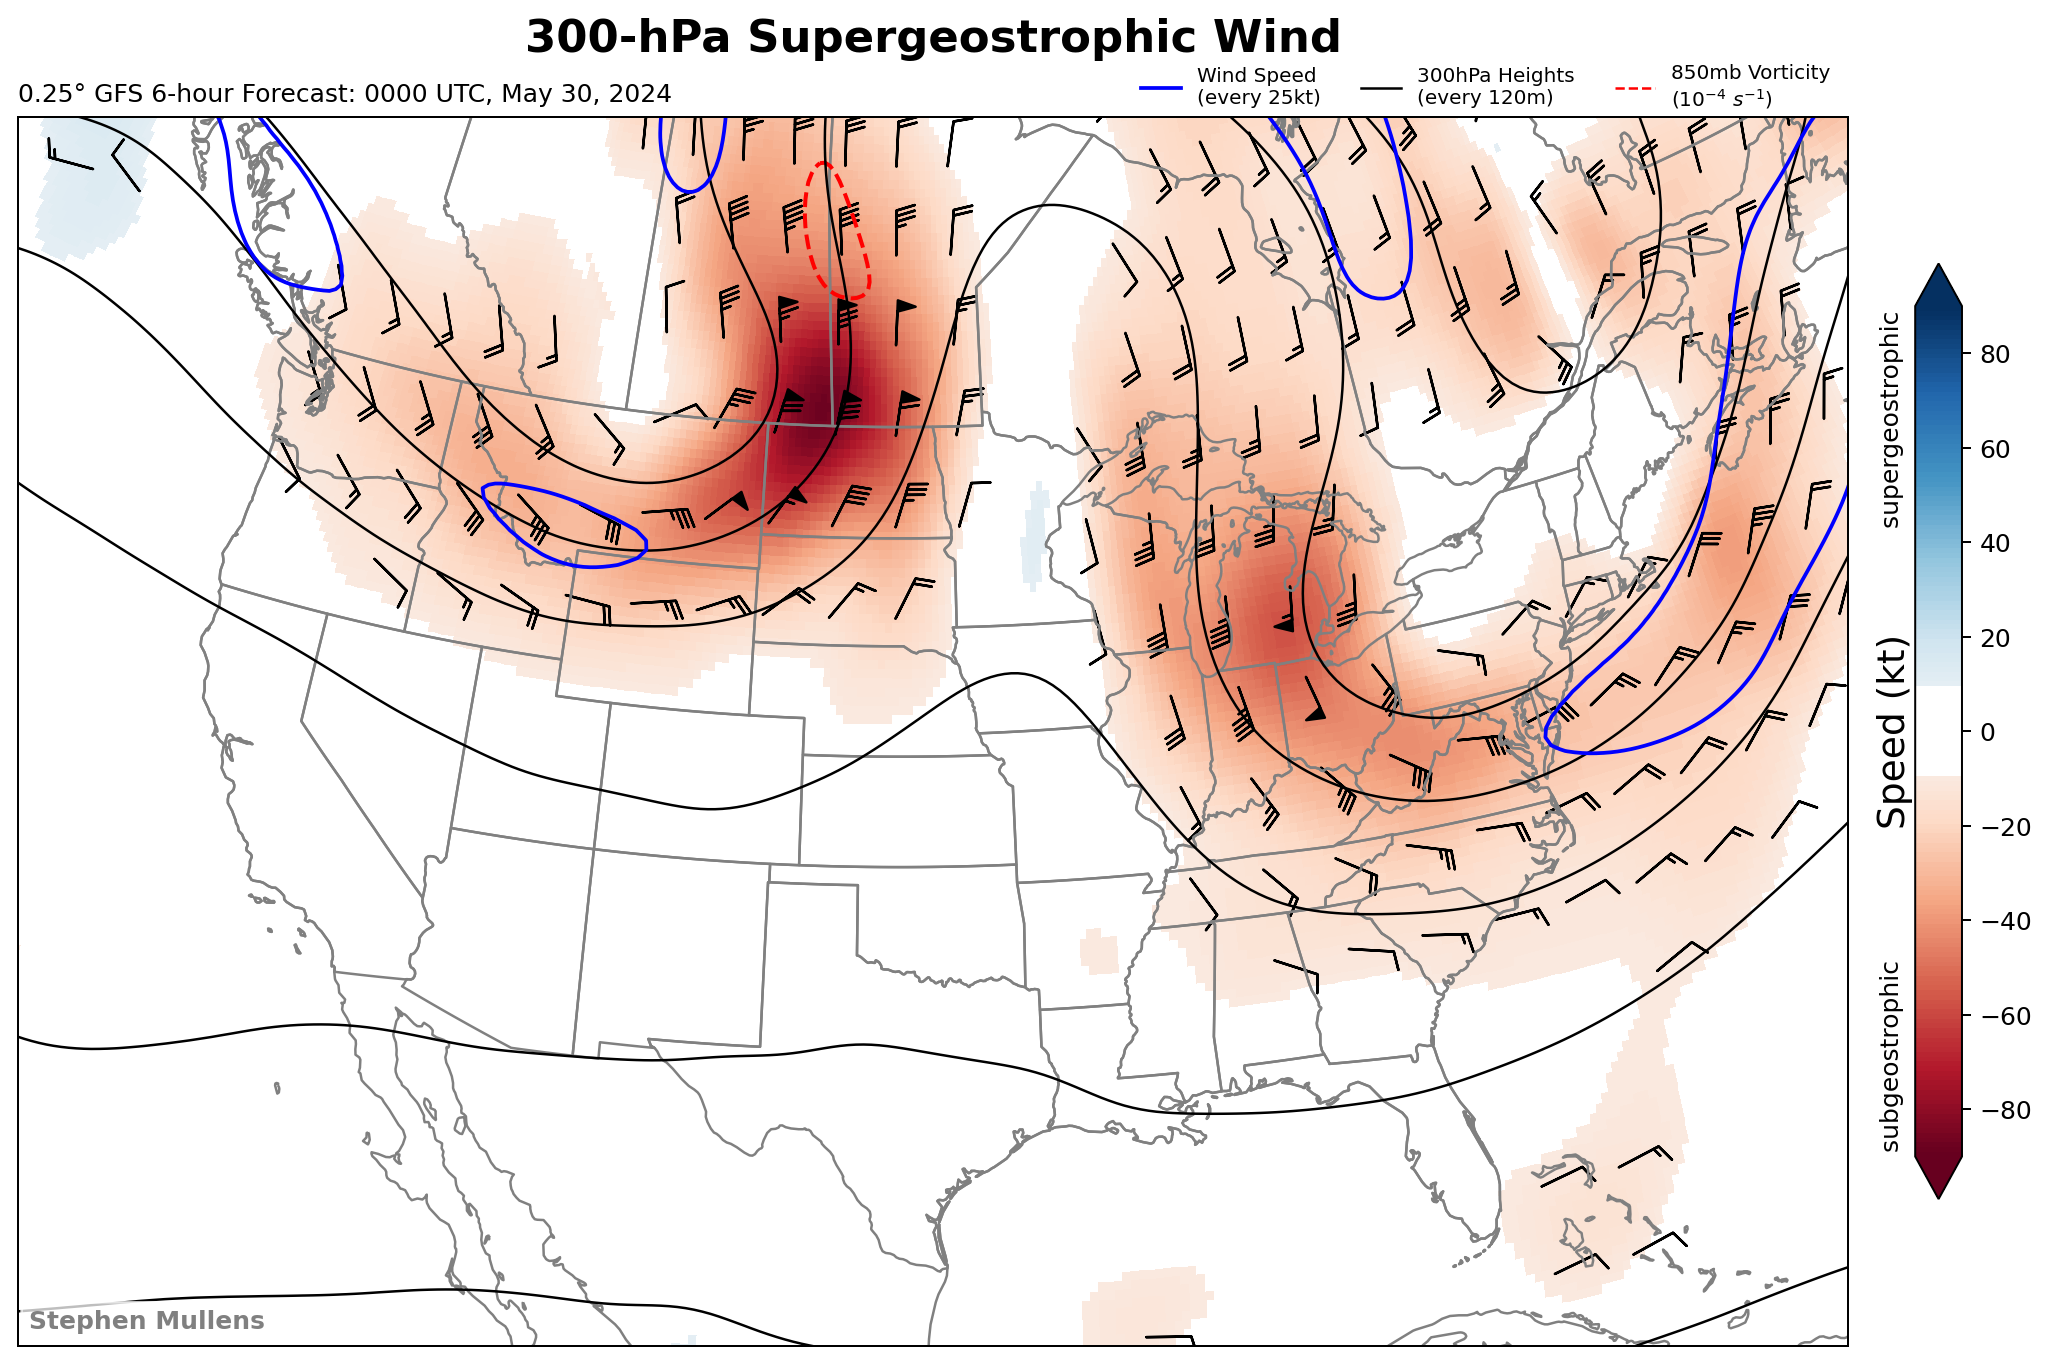 300-hPa Supergeostrophic Wind
0.25° GFS 6-hour Forecast: 0000 UTC, May 30, 2024
Wind Speed
(every 25kt)
300hPa Heights
(every 120m)
850mb Vorticity
(10⁻⁴ s⁻¹)
supergeostrophic
Speed (kt)
subgeostrophic
80
60
40
20
0
−20
−40
−60
−80
Stephen Mullens